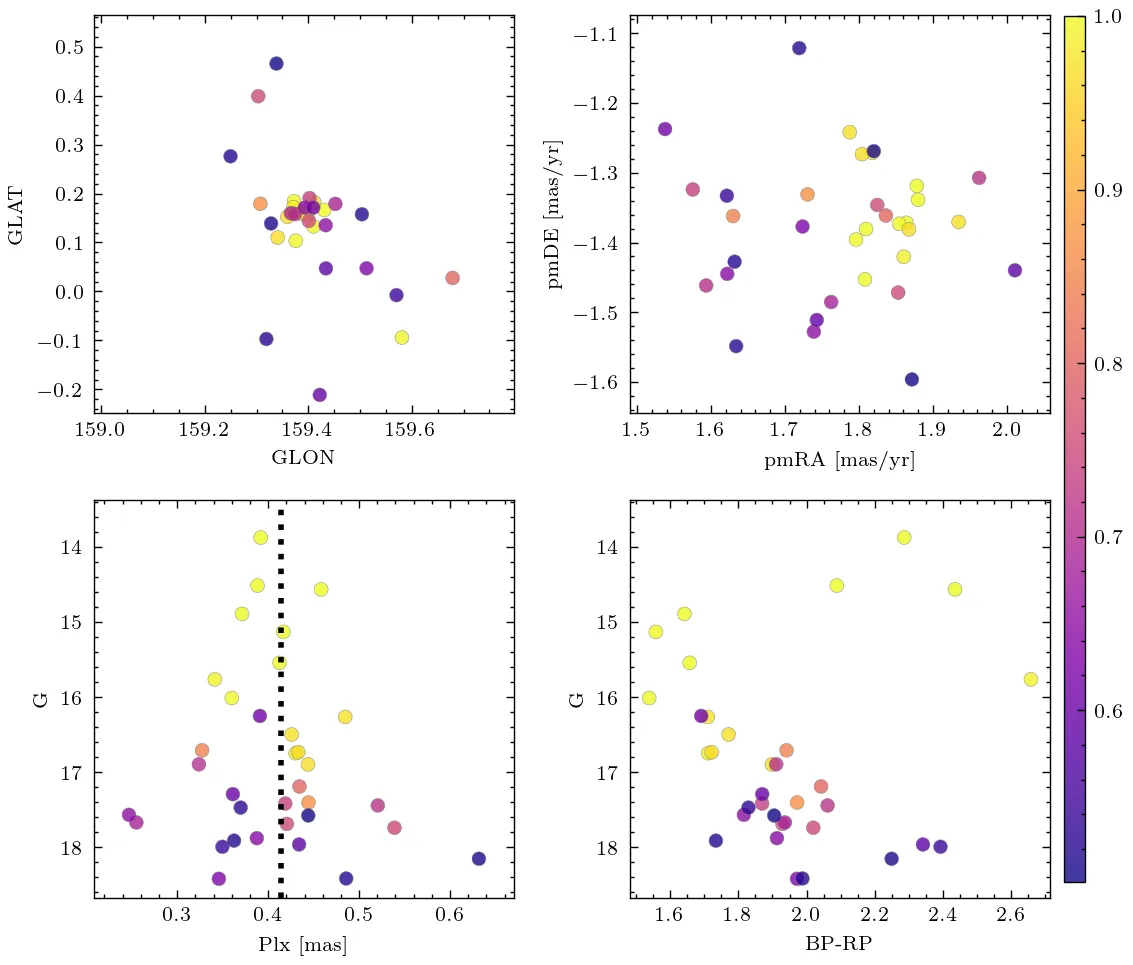 0.5
0.4
0.3
0.2
0.1
0.0
−0.1
−0.2
GLAT
159.0 159.2 159.4 159.6
GLON
−1.1
−1.2
−1.3
−1.4
−1.5
−1.6
pmDE [mas/yr]
1.5 1.6 1.7 1.8 1.9 2.0
pmRA [mas/yr]
1.0
0.9
0.8
0.7
0.6
14
15
16
17
18
G
0.3 0.4 0.5 0.6
Plx [mas]
14
15
16
17
18
G
1.6 1.8 2.0 2.2 2.4 2.6
BP-RP